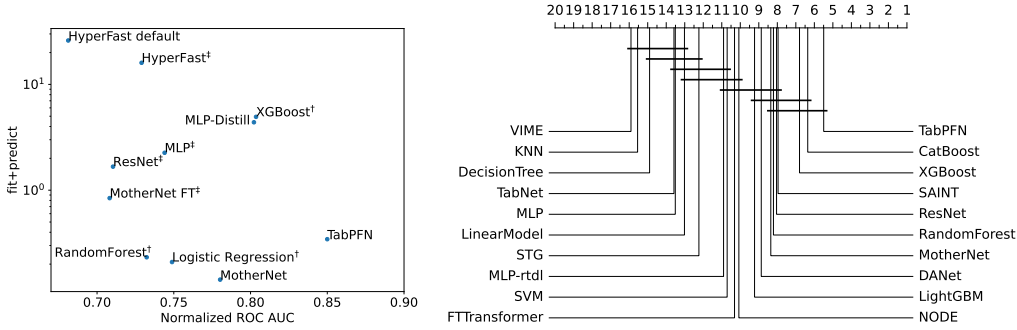 HyperFast default
HyperFast‡
XGBoost†
MLP-Distill
MLP‡
ResNet‡
MotherNet FT‡
TabPFN
RandomForest†
Logistic Regression†
MotherNet
10¹
10⁰
fit+predict
0.70 0.75 0.80 0.85 0.90
Normalized ROC AUC
20 19 18 17 16 15 14 13 12 11 10 9 8 7 6 5 4 3 2 1
VIME TabPFN
KNN CatBoost
DecisionTree XGBoost
TabNet SAINT
MLP ResNet
LinearModel RandomForest
STG MotherNet
MLP-rtdl DANet
SVM LightGBM
FTTransformer NODE